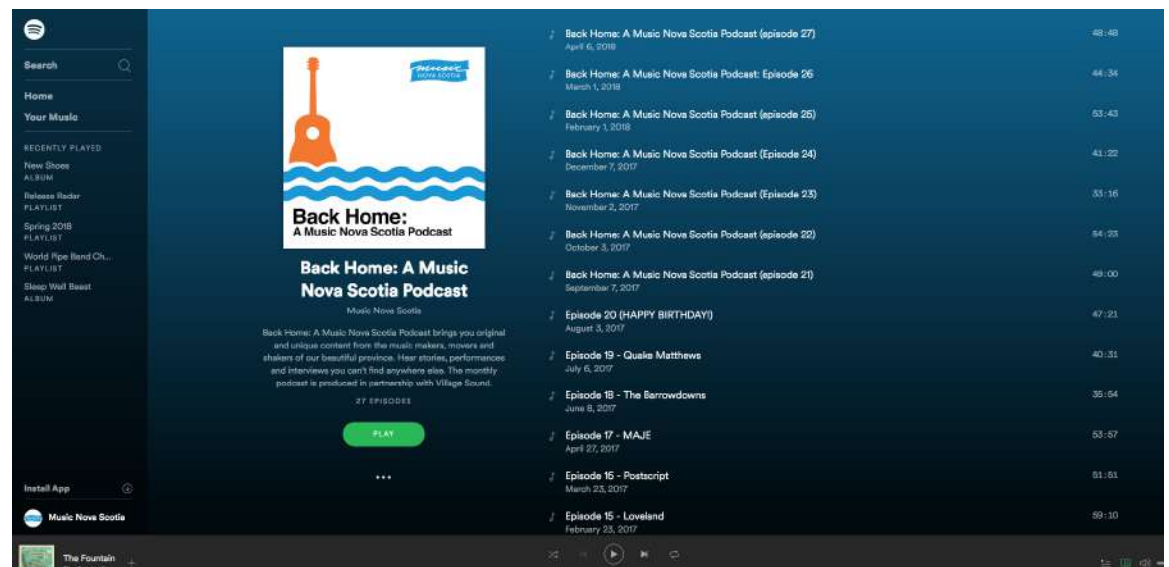 Search
Home
Your Music
RECENTLY PLAYED
New Shoes
ALBUM
Release Radar
PLAYLIST
Spring 2018
PLAYLIST
World Pipe Band Ch...
PLAYLIST
Sleep Well Beast
ALBUM
Install App
Music Nova Scotia
The Fountain
music
NOVA SCOTIA
Back Home:
A Music Nova Scotia Podcast
Back Home: A Music
Nova Scotia Podcast
Music Nova Scotia
Back Home: A Music Nova Scotia Podcast brings you original
and unique content from the music makers, movers and
shakers of our beautiful province. Hear stories, performances
and interviews you can't find anywhere else. The monthly
podcast is produced in partnership with Village Sound.
27 EPISODES
PLAY
Back Home: A Music Nova Scotia Podcast (episode 27) 48:48
April 6, 2018
Back Home: A Music Nova Scotia Podcast: Episode 26 44:34
March 1, 2018
Back Home: A Music Nova Scotia Podcast (episode 25) 53:43
February 1, 2018
Back Home: A Music Nova Scotia Podcast (Episode 24) 41:22
December 7, 2017
Back Home: A Music Nova Scotia Podcast (Episode 23) 33:16
November 2, 2017
Back Home: A Music Nova Scotia Podcast (episode 22) 54:23
October 3, 2017
Back Home: A Music Nova Scotia Podcast (episode 21) 49:00
September 7, 2017
Episode 20 (HAPPY BIRTHDAY!) 47:21
August 3, 2017
Episode 19 - Quake Matthews 40:31
July 6, 2017
Episode 18 - The Barrowdowns 35:54
June 8, 2017
Episode 17 - MAJE 53:57
April 27, 2017
Episode 16 - Postscript 51:51
March 23, 2017
Episode 15 - Loveland 59:10
February 23, 2017